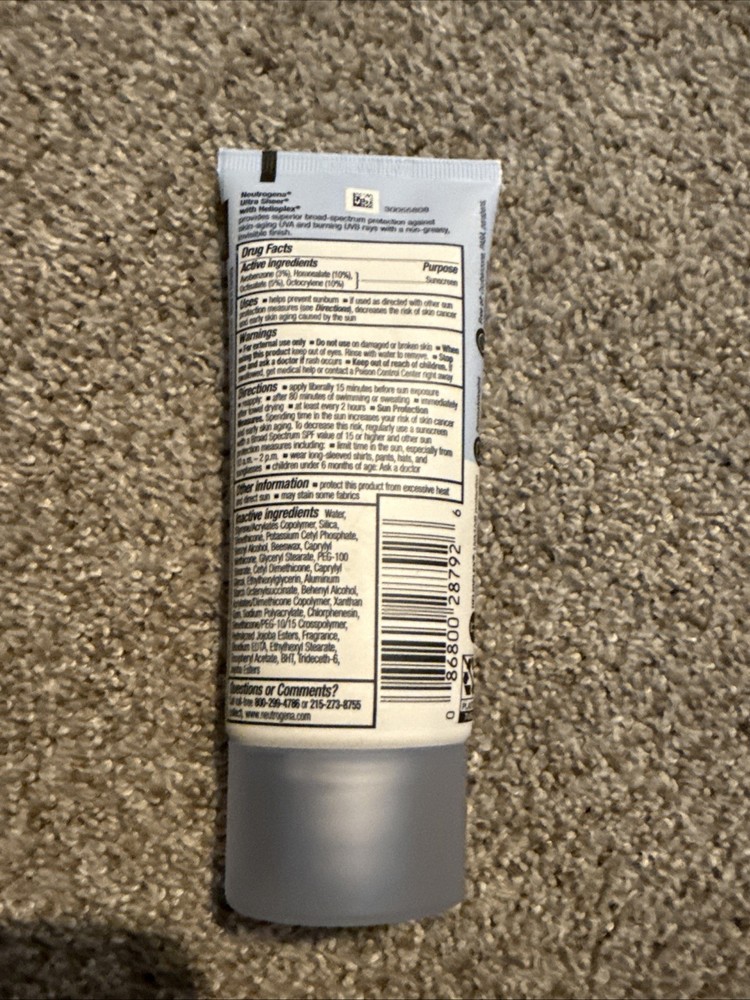 Neutrogena®
Ultra Sheer®
with Helioplex®
provides superior broad-spectrum protection against
skin-aging UVA and burning UVB rays with a non-greasy,
invisible finish.
Drug Facts
Active ingredients Purpose
Avobenzone (3%), Homosalate (10%),
Octisalate (5%), Octocrylene (10%) Sunscreen
Uses ▪ helps prevent sunburn ▪ if used as directed with other sun
protection measures (see Directions), decreases the risk of skin cancer
and early skin aging caused by the sun
Warnings
▪ For external use only ▪ Do not use on damaged or broken skin ▪ When
using this product keep out of eyes. Rinse with water to remove. ▪ Stop
use and ask a doctor if rash occurs ▪ Keep out of reach of children. If
get medical help or contact a Poison Control Center right away
Directions ▪ apply liberally 15 minutes before sun exposure
▪ reapply: ▪ after 80 minutes of swimming or sweating ▪ immediately
after towel drying ▪ at least every 2 hours ▪ Sun Protection
Measures. Spending time in the sun increases your risk of skin cancer
and early skin aging. To decrease this risk, regularly use a sunscreen
with a Broad Spectrum SPF value of 15 or higher and other sun
protection measures including: ▪ limit time in the sun, especially from
a.m. – 2 p.m. ▪ wear long-sleeved shirts, pants, hats, and
sunglasses ▪ children under 6 months of age: Ask a doctor
Other information ▪ protect this product from excessive heat
and direct sun ▪ may stain some fabrics
Inactive ingredients Water,
Copolymer, Silica,
Potassium Cetyl Phosphate,
Alcohol, Beeswax, Caprylyl
Glyceryl Stearate, PEG-100
Cetyl Dimethicone, Caprylyl
Ethylhexylglycerin, Aluminum
Octenylsuccinate, Behenyl Alcohol,
Copolymer, Xanthan
Sodium Polyacrylate, Chlorphenesin,
Dimethicone/PEG-10/15 Crosspolymer,
Jojoba Esters, Fragrance,
Disodium EDTA, Ethylhexyl Stearate,
Acetate, BHT, Trideceth-6,
Jojoba Esters
Questions or Comments?
Call toll-free 800-299-4786 or 215-273-8755
collect, www.neutrogena.com
0 86800 28792 6